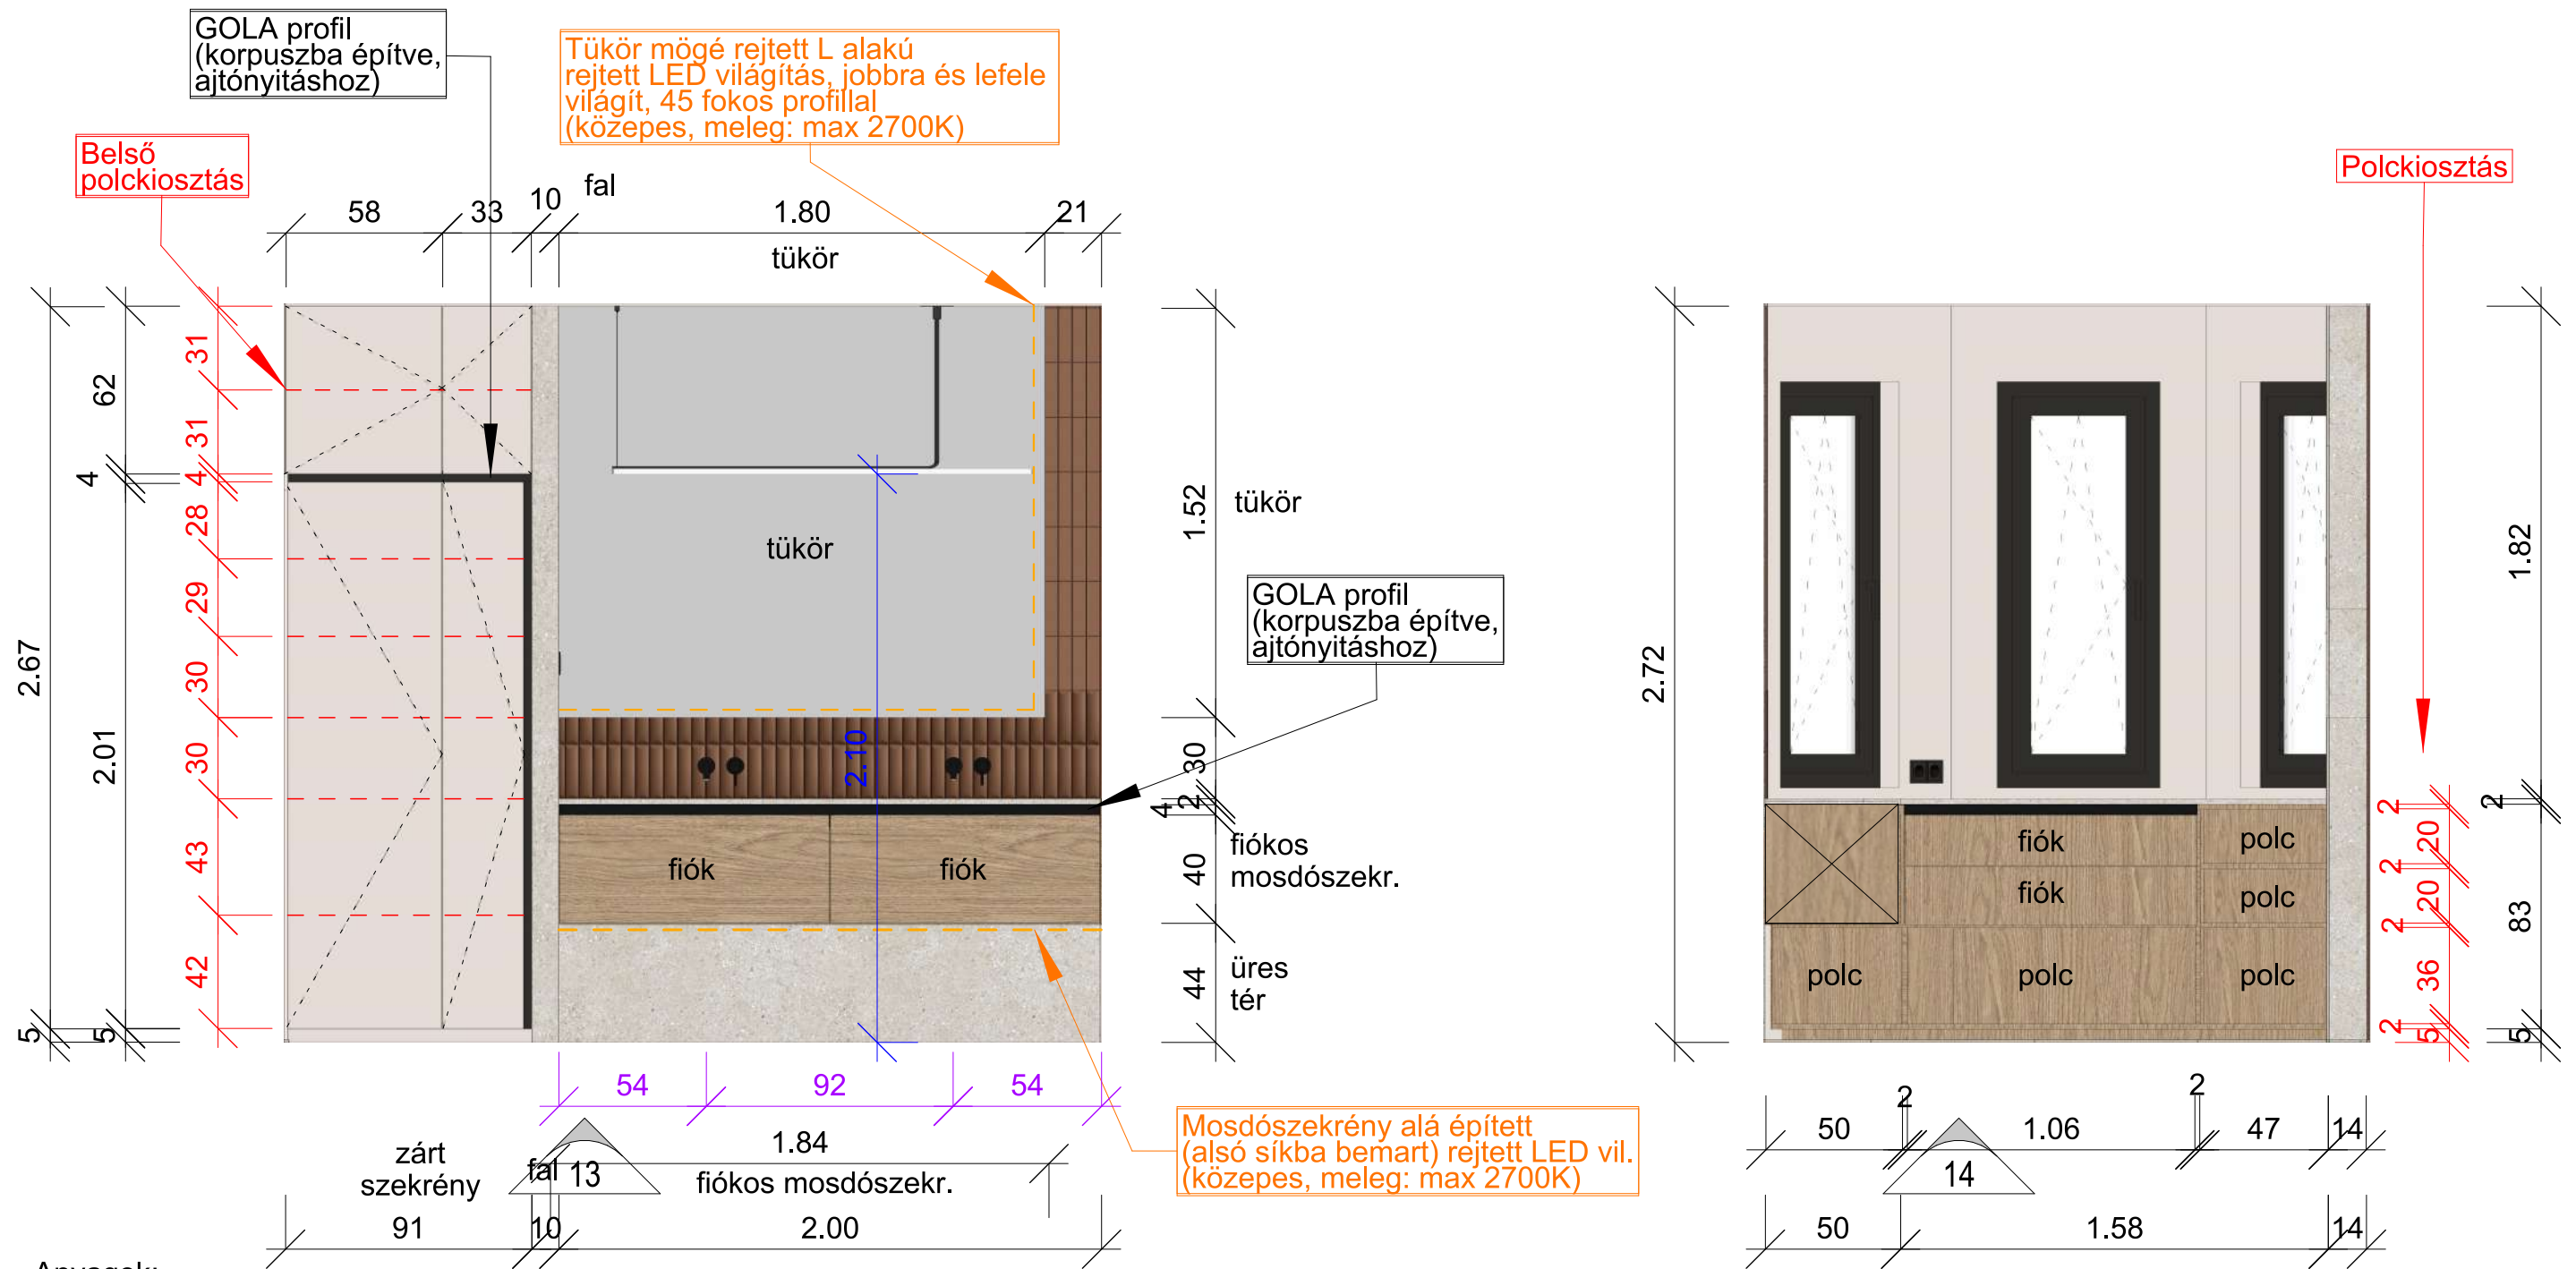 GOLA profil
(korpuszba építve,
ajtónyitáshoz)
Tükör mögé rejtett L alakú
rejtett LED világítás, jobbra és lefele
világít, 45 fokos profillal
(közepes, meleg: max 2700K)
Belső
polckiosztás
Polckiosztás
58
33
10
fal
1.80
21
tükör
2.67
5
62
4
2.01
5
31
31
4
28
29
30
30
43
42
tükör
2.10
fiók
fiók
1.52
tükör
30
2
4
40
fiókos
mosdószekr.
44
üres
tér
GOLA profil
(korpuszba építve,
ajtónyitáshoz)
54
92
54
zárt
szekrény
fal
13
1.84
fiókos mosdószekr.
91
10
2.00
Mosdószekrény alá épített
(alsó síkba bemart) rejtett LED vil.
(közepes, meleg: max 2700K)
2.72
fiók
polc
fiók
polc
polc
polc
polc
2
20
2
20
2
36
2
5
1.82
2
83
5
50
2
1.06
2
47
14
14
50
1.58
14